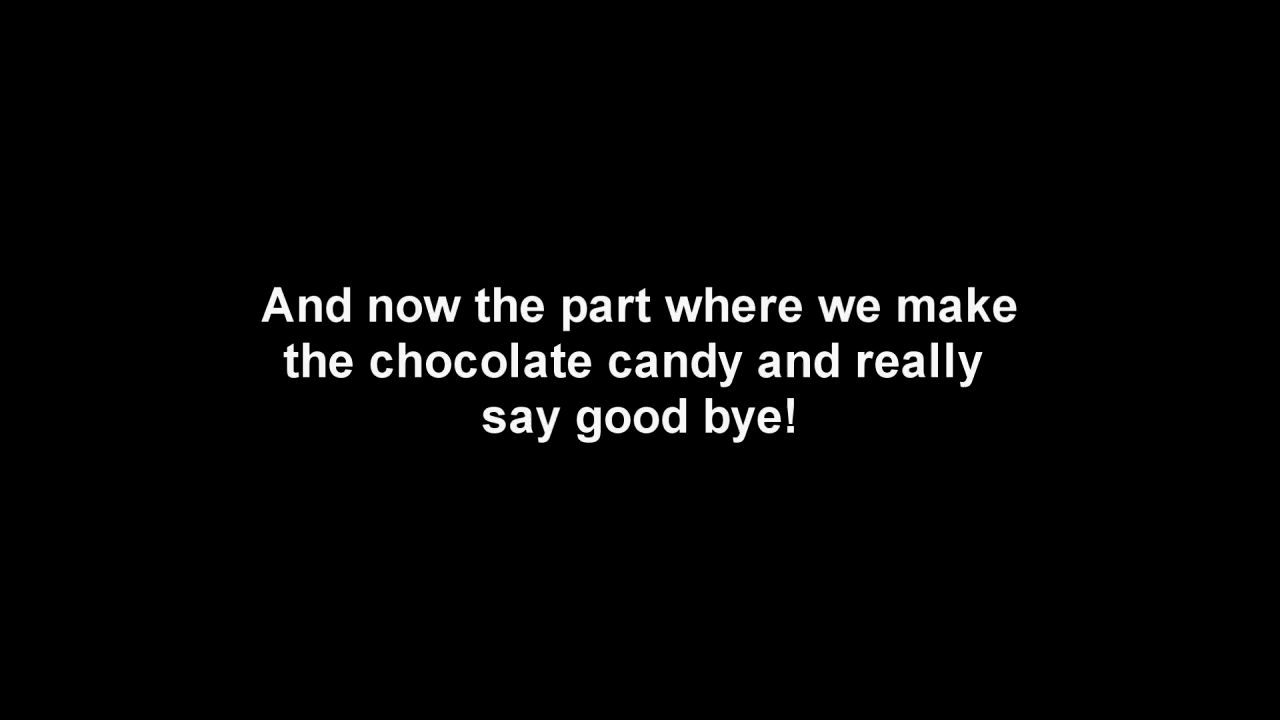 And now the part where we make
the chocolate candy and really
say good bye!